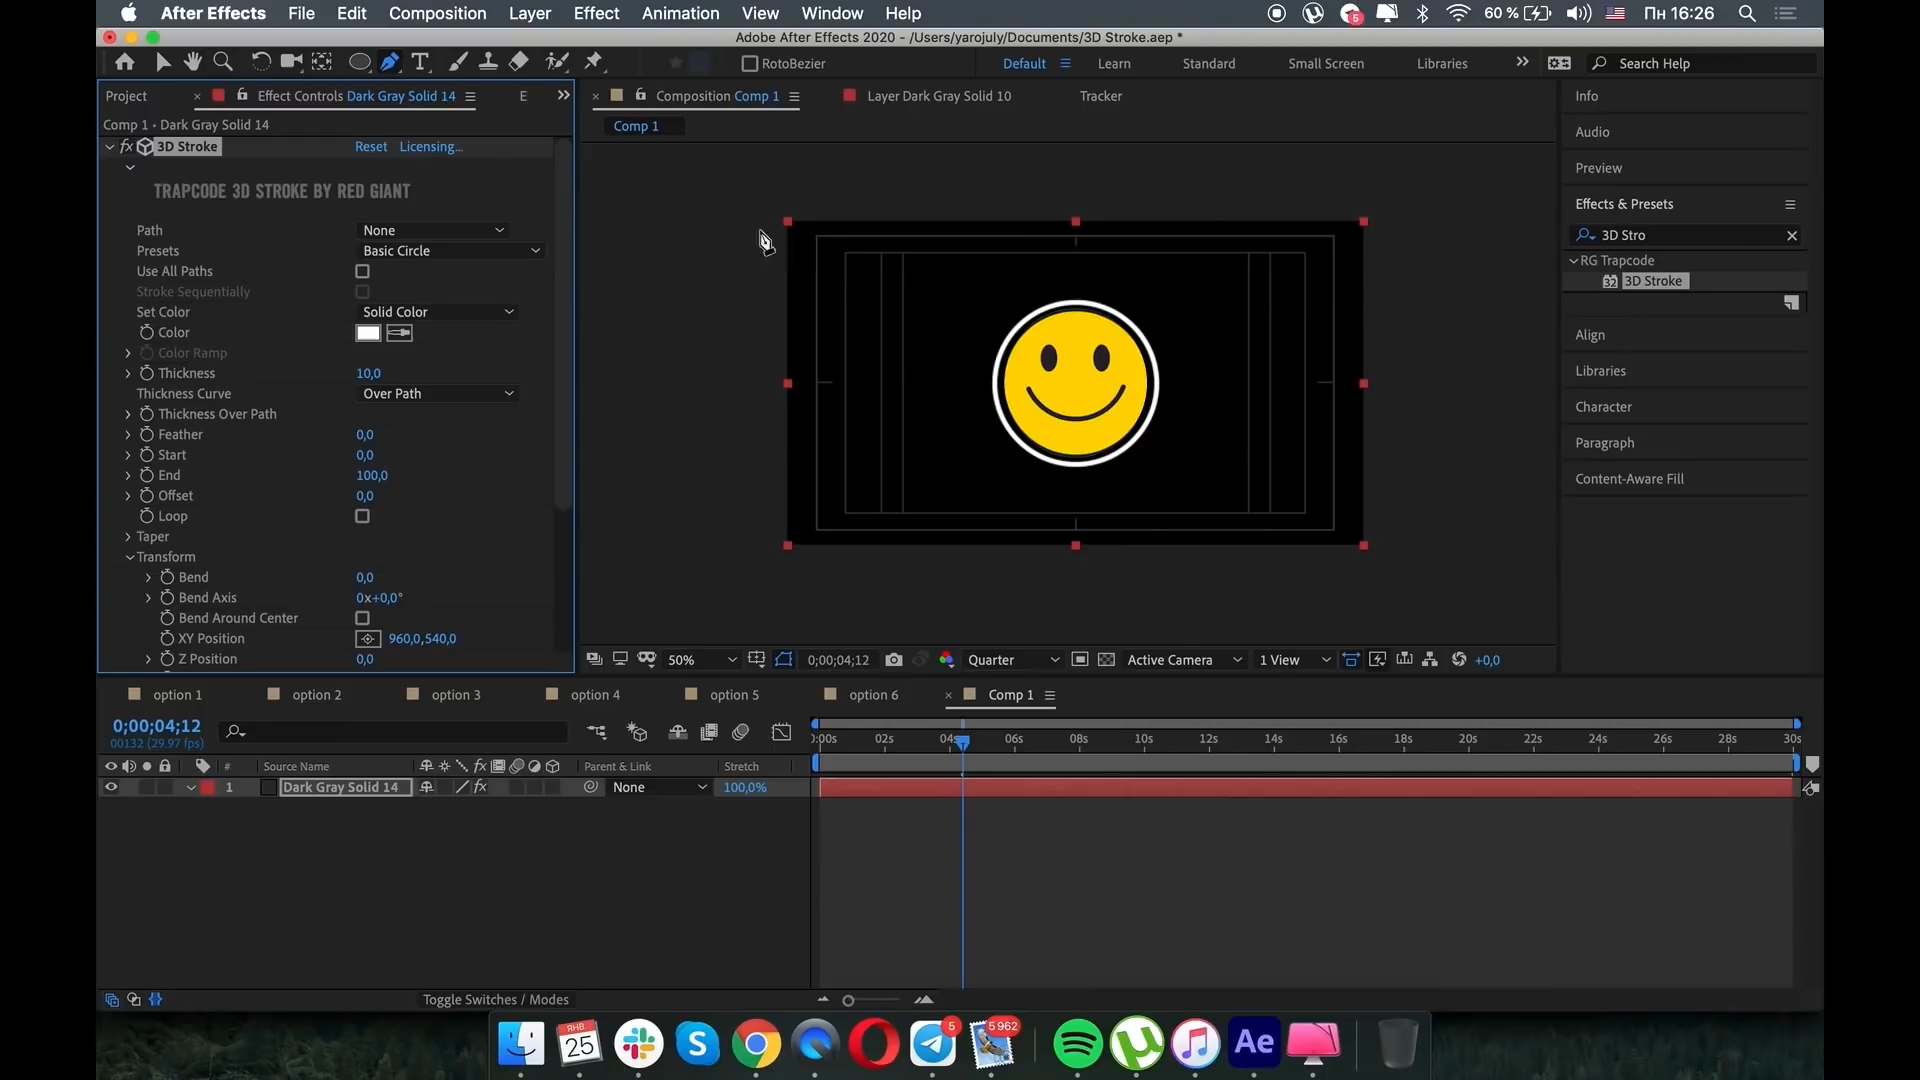 After Effects File Edit Composition Layer Effect Animation View Window Help 5 60 % Пн 16:26
Adobe After Effects 2020 - /Users/yarojuly/Documents/3D Stroke.aep *
T RotoBezier Default Learn Standard Small Screen Libraries Search Help
Project Effect Controls Dark Gray Solid 14 E
Comp 1 • Dark Gray Solid 14
fx 3D Stroke Reset Licensing...
TRAPCODE 3D STROKE BY RED GIANT
Path None
Presets Basic Circle
Use All Paths
Stroke Sequentially
Set Color Solid Color
Color
Color Ramp
Thickness 10,0
Thickness Curve Over Path
Thickness Over Path
Feather 0,0
Start 0,0
End 100,0
Offset 0,0
Loop
Taper
Transform
Bend 0,0
Bend Axis 0x+0,0°
Bend Around Center
XY Position 960,0,540,0
Z Position 0,0
Composition Comp 1 Layer Dark Gray Solid 10 Tracker
Comp 1
50% 0;00;04;12 Quarter Active Camera 1 View +0,0
Info
Audio
Preview
Effects & Presets
3D Stro
RG Trapcode
32 3D Stroke
Align
Libraries
Character
Paragraph
Content-Aware Fill
option 1 option 2 option 3 option 4 option 5 option 6 Comp 1
0;00;04;12
00132 (29.97 fps)
# Source Name fx Parent & Link Stretch
1 Dark Gray Solid 14 fx None 100,0%
0:00s 02s 04s 06s 08s 10s 12s 14s 16s 18s 20s 22s 24s 26s 28s 30s
Toggle Switches / Modes
ЯНВ
25
5
5 962
Ae